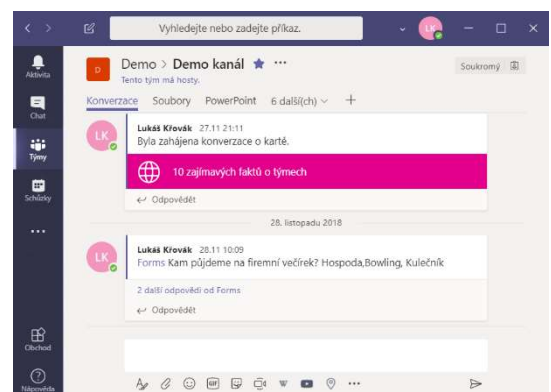 Vyhledejte nebo zadejte příkaz.
LK
Aktivita
Chat
Týmy
Schůzky
Obchod
Nápověda
D
Demo > Demo kanál
Tento tým má hosty.
Soukromý
Konverzace Soubory PowerPoint 6 další(ch)
LK
Lukáš Křovák 27.11 21:11
Byla zahájena konverzace o kartě.
10 zajímavých faktů o týmech
Odpovědět
28. listopadu 2018
LK
Lukáš Křovák 28.11 10:09
Forms Kam půjdeme na firemní večírek? Hospoda,Bowling, Kulečník
2 další odpovědi od Forms
Odpovědět
GIF
W